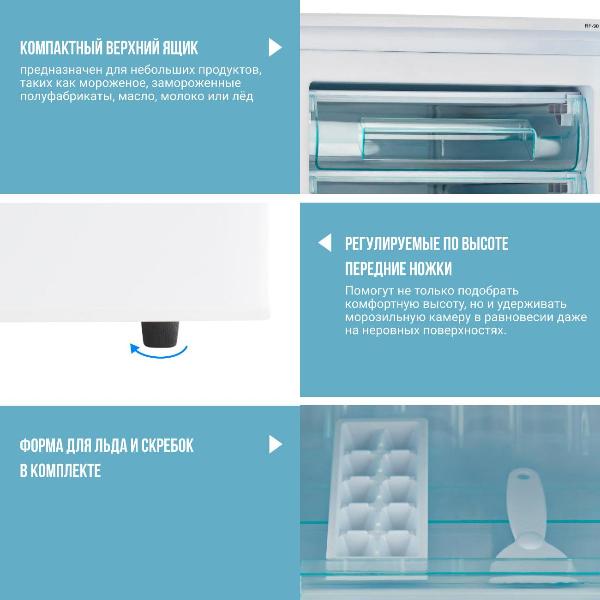 КОМПАКТНЫЙ ВЕРХНИЙ ЯЩИК
предназначен для небольших продуктов,
таких как мороженое, замороженные
полуфабрикаты, масло, молоко или лёд
RF-90
РЕГУЛИРУЕМЫЕ ПО ВЫСОТЕ
ПЕРЕДНИЕ НОЖКИ
Помогут не только подобрать
комфортную высоту, но и удерживать
морозильную камеру в равновесии даже
на неровных поверхностях.
ФОРМА ДЛЯ ЛЬДА И СКРЕБОК
В КОМПЛЕКТЕ